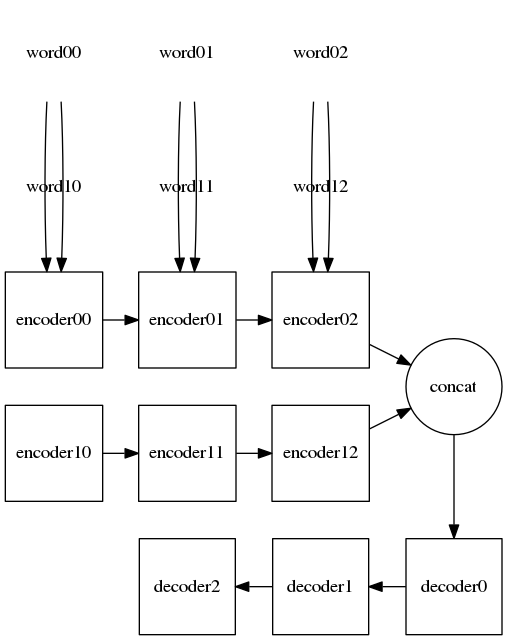 word00 word01 word02
word10 word11 word12
encoder00 encoder01 encoder02
concat
encoder10 encoder11 encoder12
decoder2 decoder1 decoder0